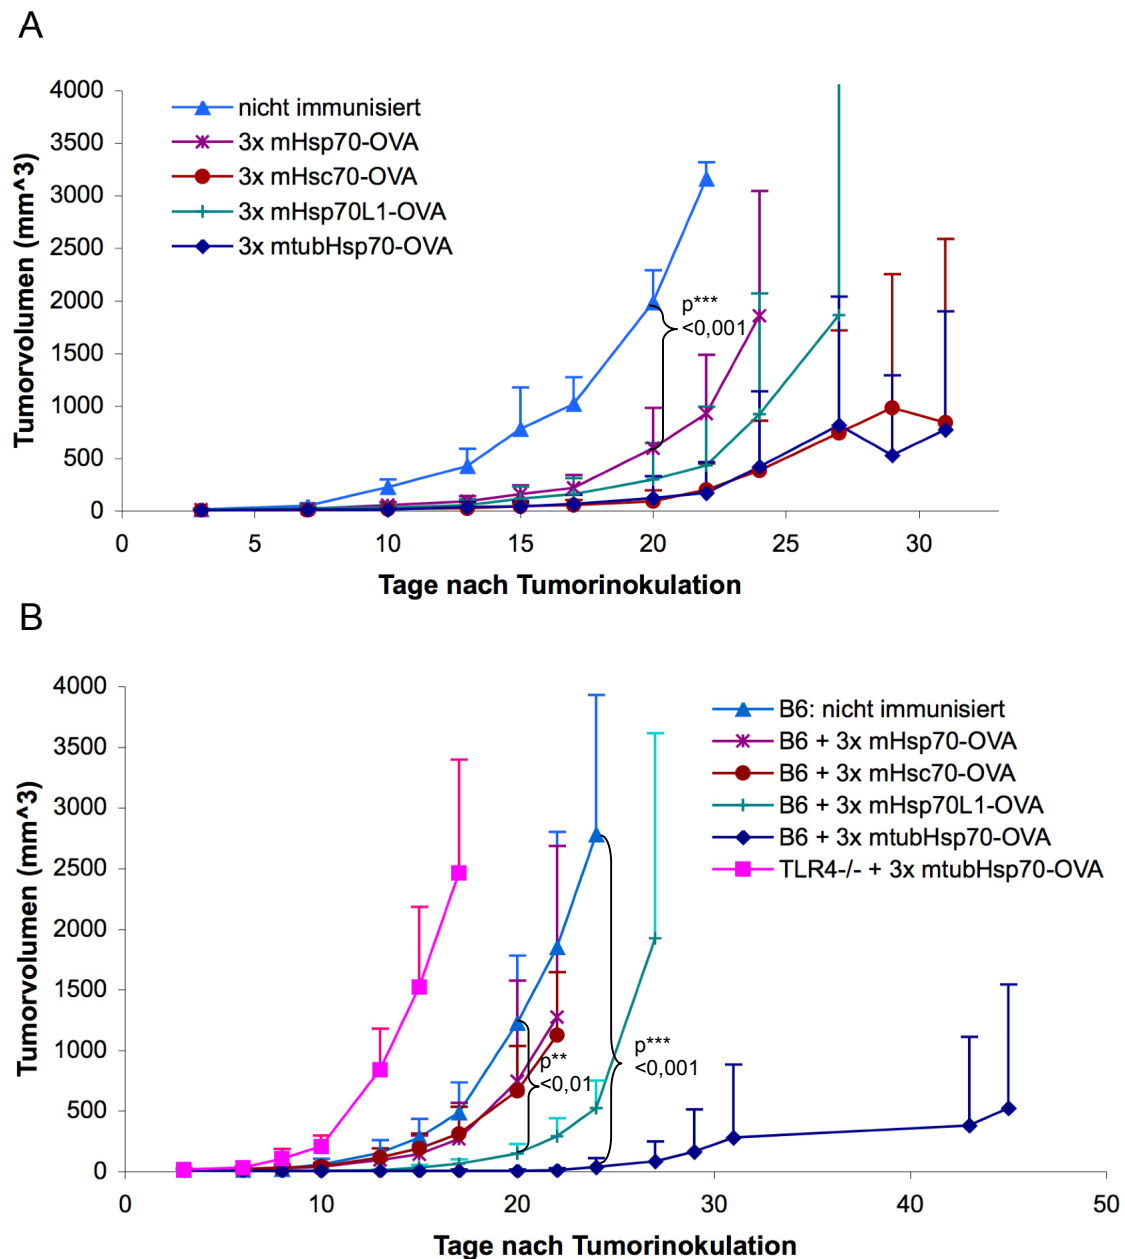 A
4000
3500
3000
2500
2000
1500
1000
500
0
Tumorvolumen (mm^3)
nicht immunisiert
3x mHsp70-OVA
3x mHsc70-OVA
3x mHsp70L1-OVA
3x mtubHsp70-OVA
p***
<0,001
0 5 10 15 20 25 30
Tage nach Tumorinokulation
B
4000
3500
3000
2500
2000
1500
1000
500
0
Tumorvolumen (mm^3)
B6: nicht immunisiert
B6 + 3x mHsp70-OVA
B6 + 3x mHsc70-OVA
B6 + 3x mHsp70L1-OVA
B6 + 3x mtubHsp70-OVA
TLR4-/- + 3x mtubHsp70-OVA
p**
<0,01
p***
<0,001
0 10 20 30 40 50
Tage nach Tumorinokulation